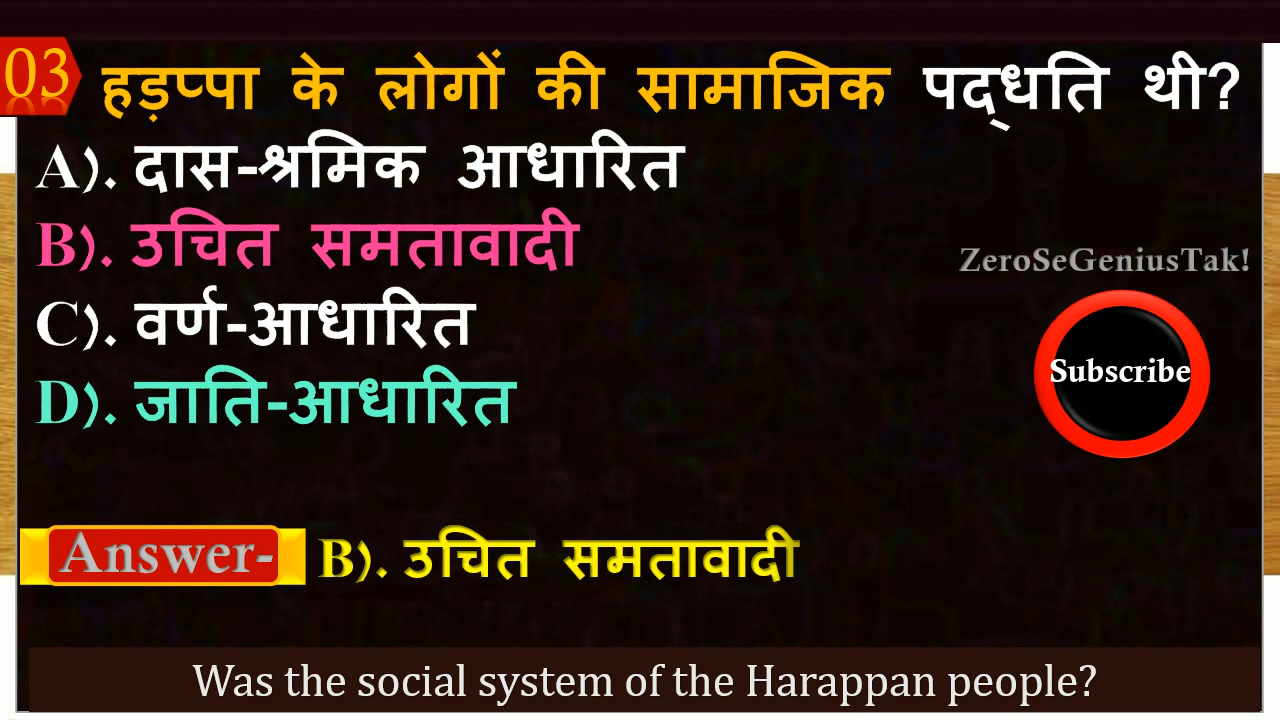 03 हड़प्पा के लोगों की सामाजिक पद्धति थी?
A). दास-श्रमिक आधारित
B). उचित समतावादी
ZeroSeGeniusTak!
C). वर्ण-आधारित
Subscribe
D). जाति-आधारित
Answer- B). उचित समतावादी
Was the social system of the Harappan people?